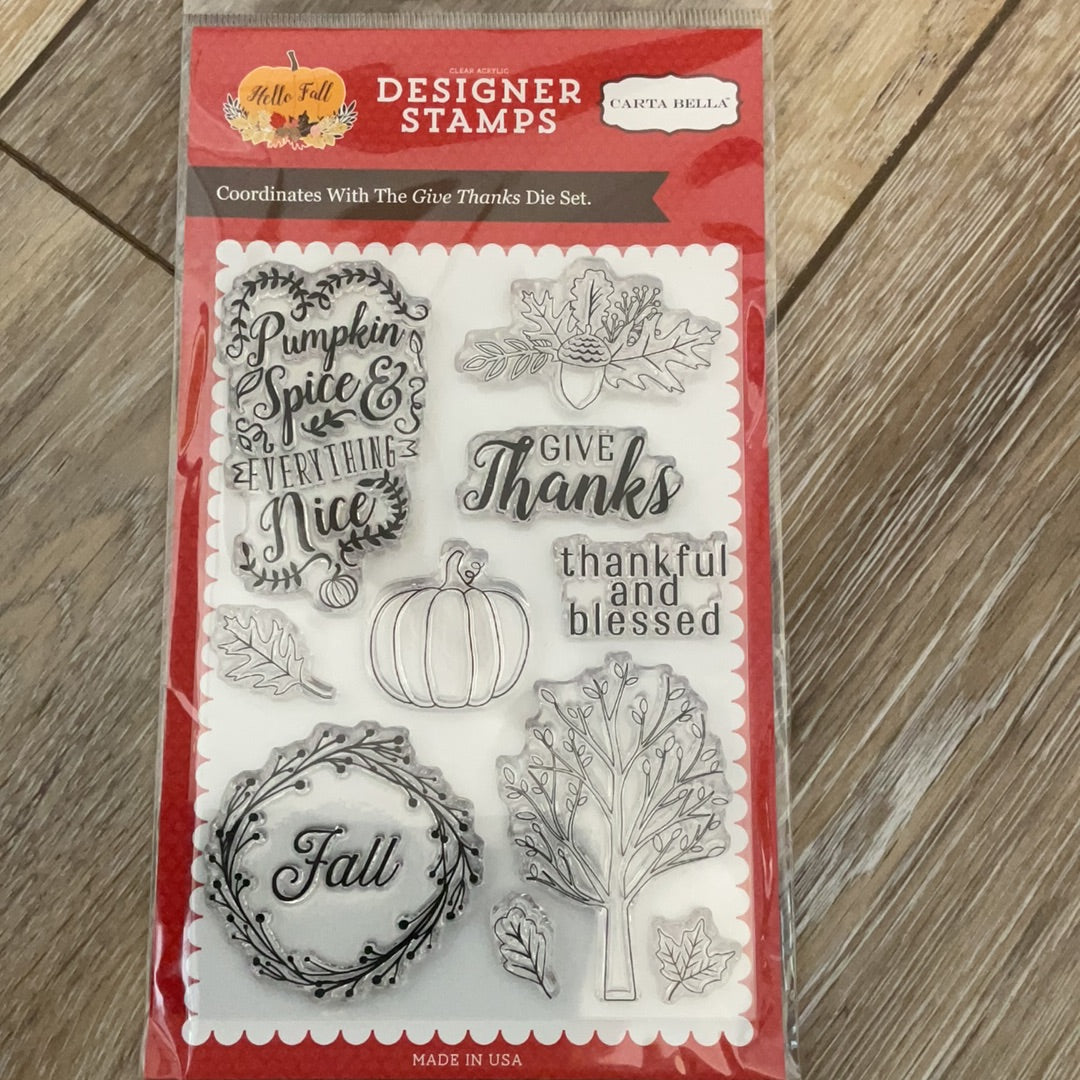 Hello Fall
CLEAR ACRYLIC
DESIGNER
STAMPS
CARTA BELLA™
Coordinates With The Give Thanks Die Set.
Pumpkin
Spice &
EVERYTHING
Nice
GIVE
Thanks
thankful
and
blessed
Fall
MADE IN USA